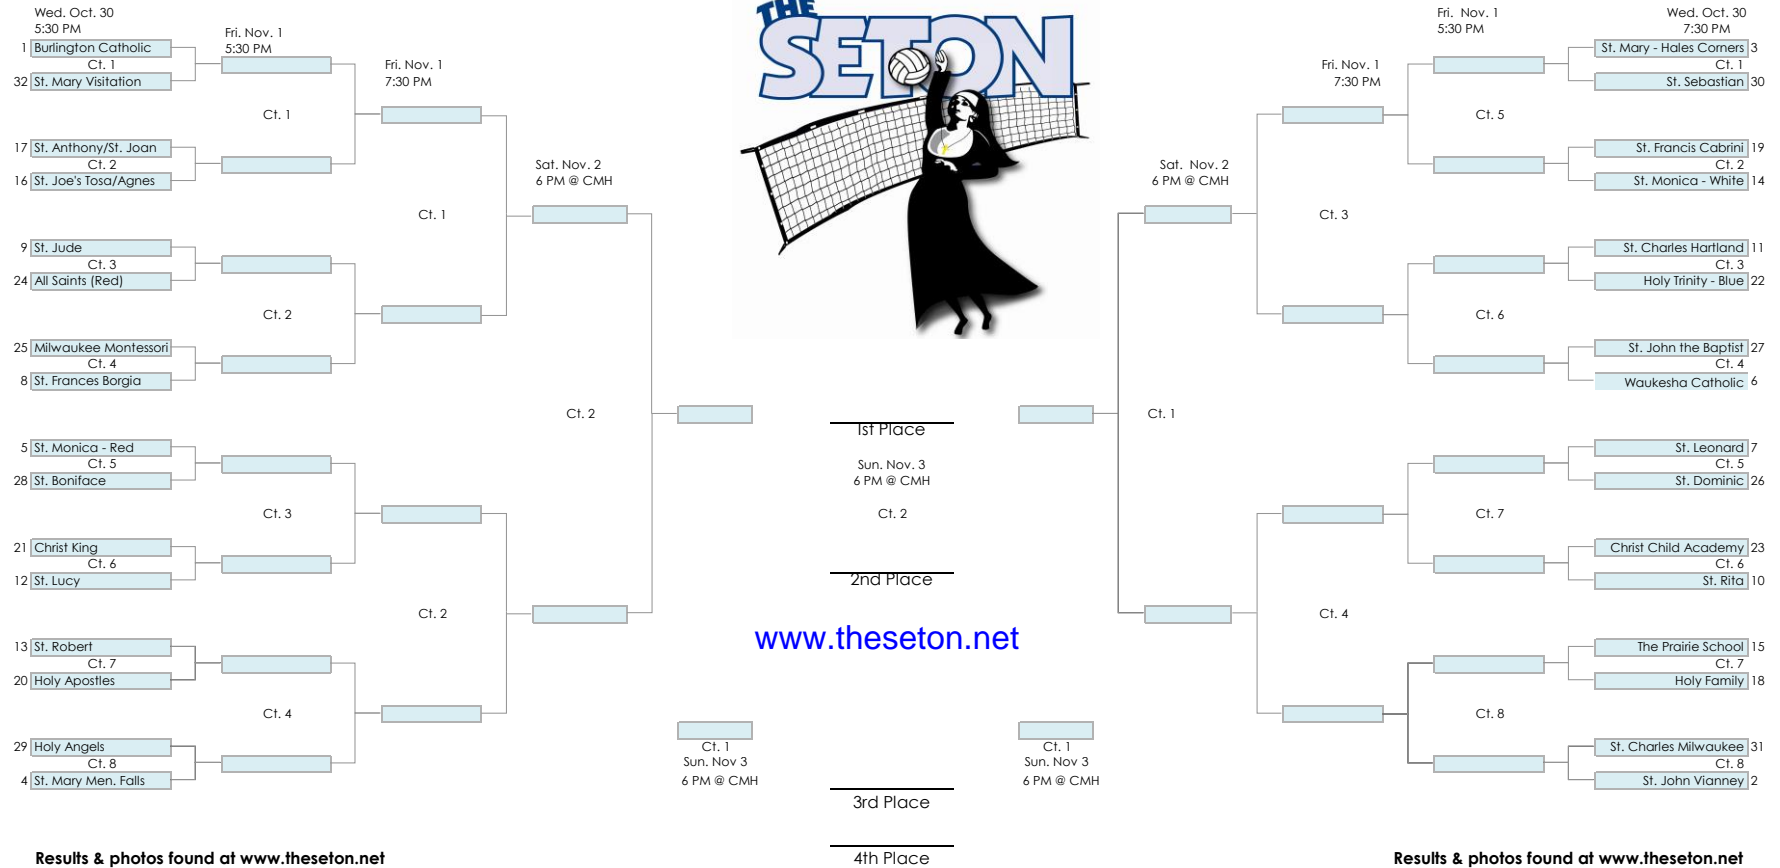 THE
SETON
Wed. Oct. 30
5:30 PM
1 Burlington Catholic
Ct. 1
32 St. Mary Visitation
17 St. Anthony/St. Joan
Ct. 2
16 St. Joe's Tosa/Agnes
9 St. Jude
Ct. 3
24 All Saints (Red)
25 Milwaukee Montessori
Ct. 4
8 St. Frances Borgia
5 St. Monica - Red
Ct. 5
28 St. Boniface
21 Christ King
Ct. 6
12 St. Lucy
13 St. Robert
Ct. 7
20 Holy Apostles
29 Holy Angels
Ct. 8
4 St. Mary Men. Falls
Fri. Nov. 1
5:30 PM
Ct. 1
Ct. 2
Ct. 3
Ct. 4
Fri. Nov. 1
7:30 PM
Ct. 1
Ct. 2
Sat. Nov. 2
6 PM @ CMH
Ct. 2
1st Place
Sun. Nov. 3
6 PM @ CMH
Ct. 2
2nd Place
www.theseton.net
Ct. 1
Sun. Nov 3
6 PM @ CMH
3rd Place
4th Place
Ct. 1
Sun. Nov 3
6 PM @ CMH
Sat. Nov. 2
6 PM @ CMH
Ct. 1
Fri. Nov. 1
7:30 PM
Ct. 3
Ct. 4
Fri. Nov. 1
5:30 PM
Ct. 5
Ct. 6
Ct. 7
Ct. 8
Wed. Oct. 30
7:30 PM
St. Mary - Hales Corners 3
Ct. 1
St. Sebastian 30
St. Francis Cabrini 19
Ct. 2
St. Monica - White 14
St. Charles Hartland 11
Ct. 3
Holy Trinity - Blue 22
St. John the Baptist 27
Ct. 4
Waukesha Catholic 6
St. Leonard 7
Ct. 5
St. Dominic 26
Christ Child Academy 23
Ct. 6
St. Rita 10
The Prairie School 15
Ct. 7
Holy Family 18
St. Charles Milwaukee 31
Ct. 8
St. John Vianney 2
Results & photos found at www.theseton.net
Results & photos found at www.theseton.net